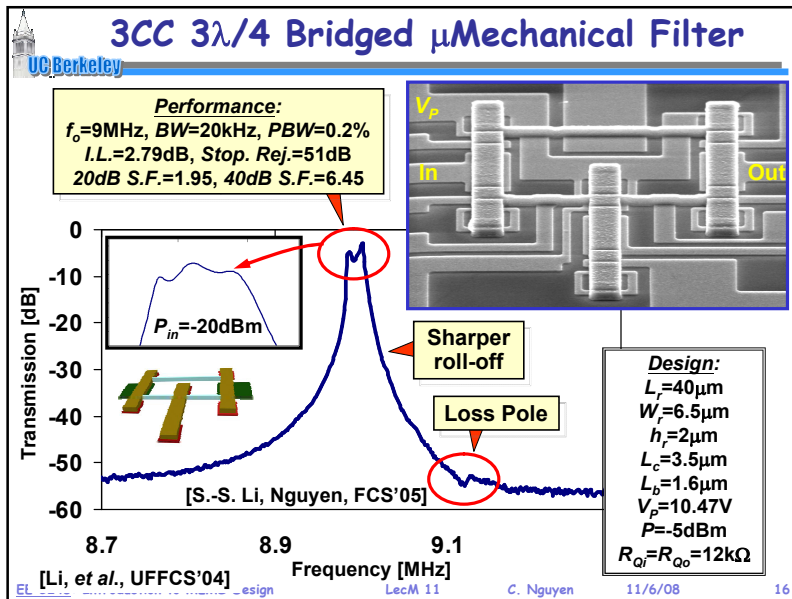 3CC 3λ/4 Bridged μMechanical Filter
UC Berkeley
Performance:
fo=9MHz, BW=20kHz, PBW=0.2%
I.L.=2.79dB, Stop. Rej.=51dB
20dB S.F.=1.95, 40dB S.F.=6.45
VP
In
Out
0
-10
-20
-30
-40
-50
-60
Transmission [dB]
Pin=-20dBm
Sharper
roll-off
Loss Pole
[S.-S. Li, Nguyen, FCS'05]
Design:
Lr=40μm
Wr=6.5μm
hr=2μm
Lc=3.5μm
Lb=1.6μm
VP=10.47V
P=-5dBm
RQi=RQo=12kΩ
8.7
8.9
9.1
Frequency [MHz]
[Li, et al., UFFCS'04]
Design
LecM 11
C. Nguyen
11/6/08
16